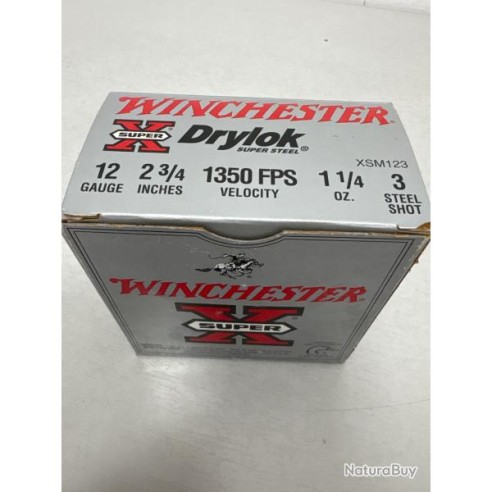 WINCHESTER
X SUPER Drylok®
SUPER STEEL®
XSM123
12 2 3/4 1350 FPS 1 1/4 3
GAUGE INCHES VELOCITY OZ. STEEL SHOT
WINCHESTER
X SUPER
NaturaBuy